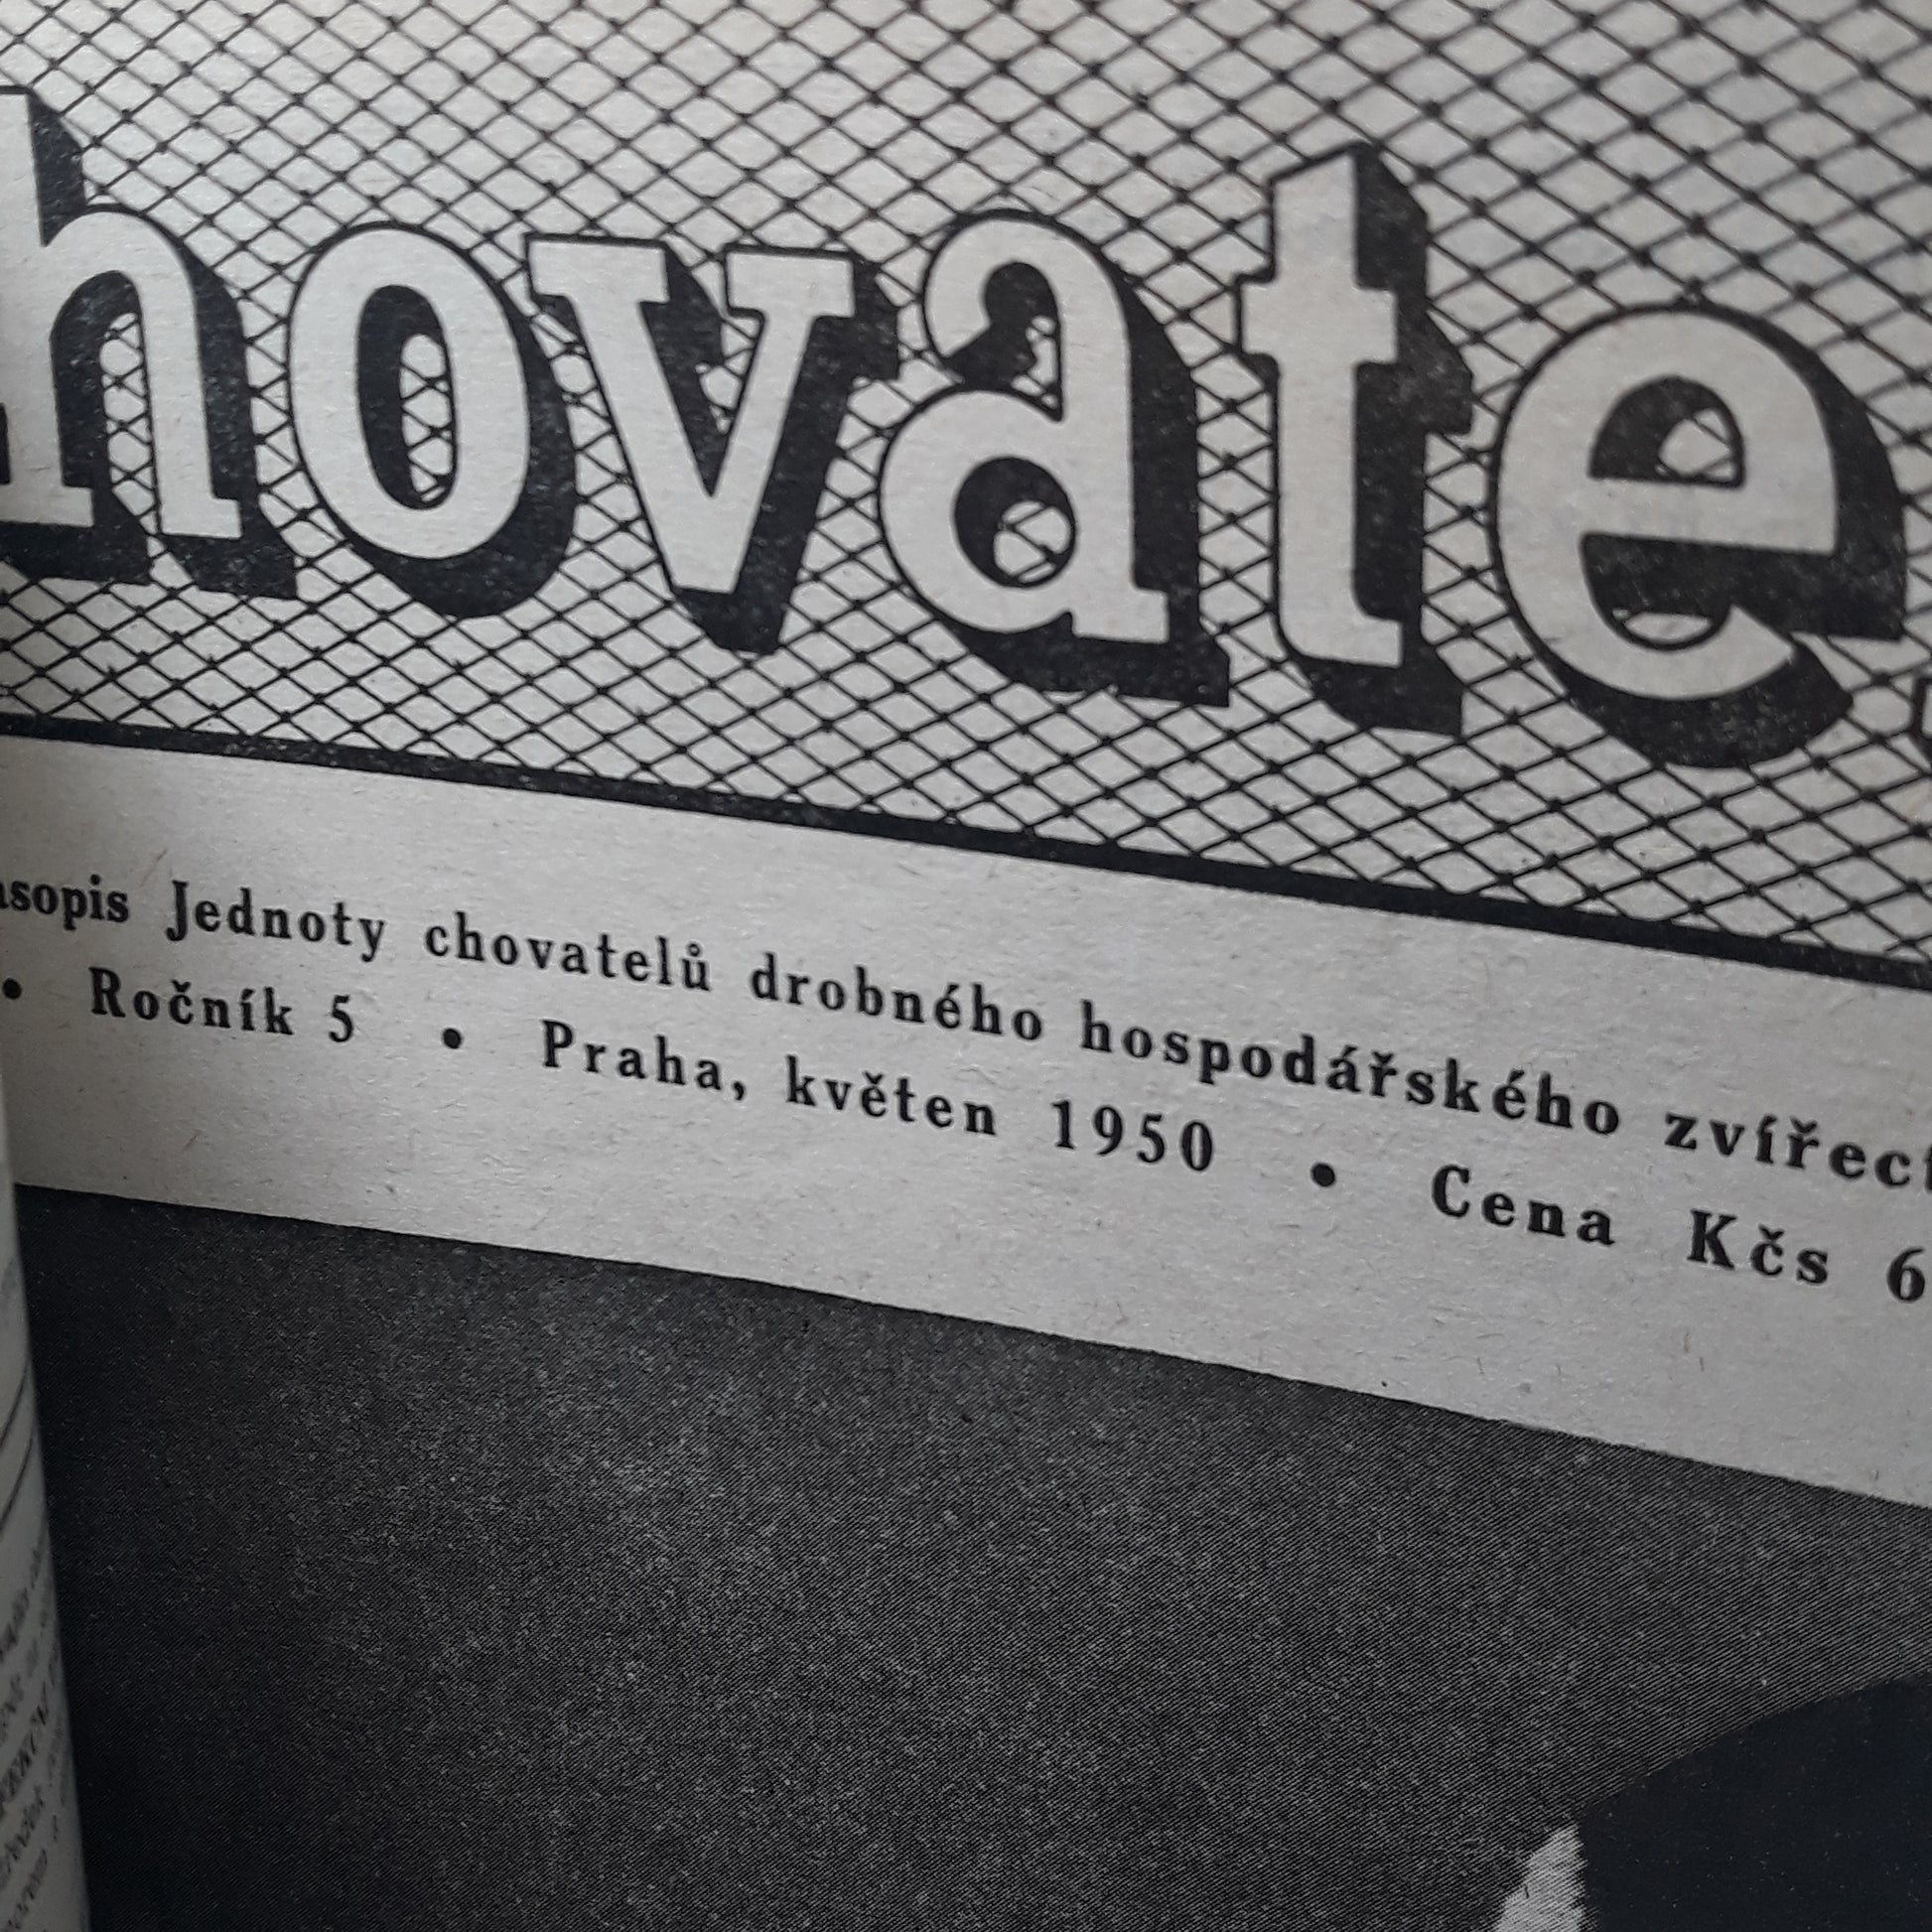 hovate
asopis Jednoty chovatelů drobného hospodářského zvířect
• Ročník 5 • Praha, květen 1950 • Cena Kčs 6